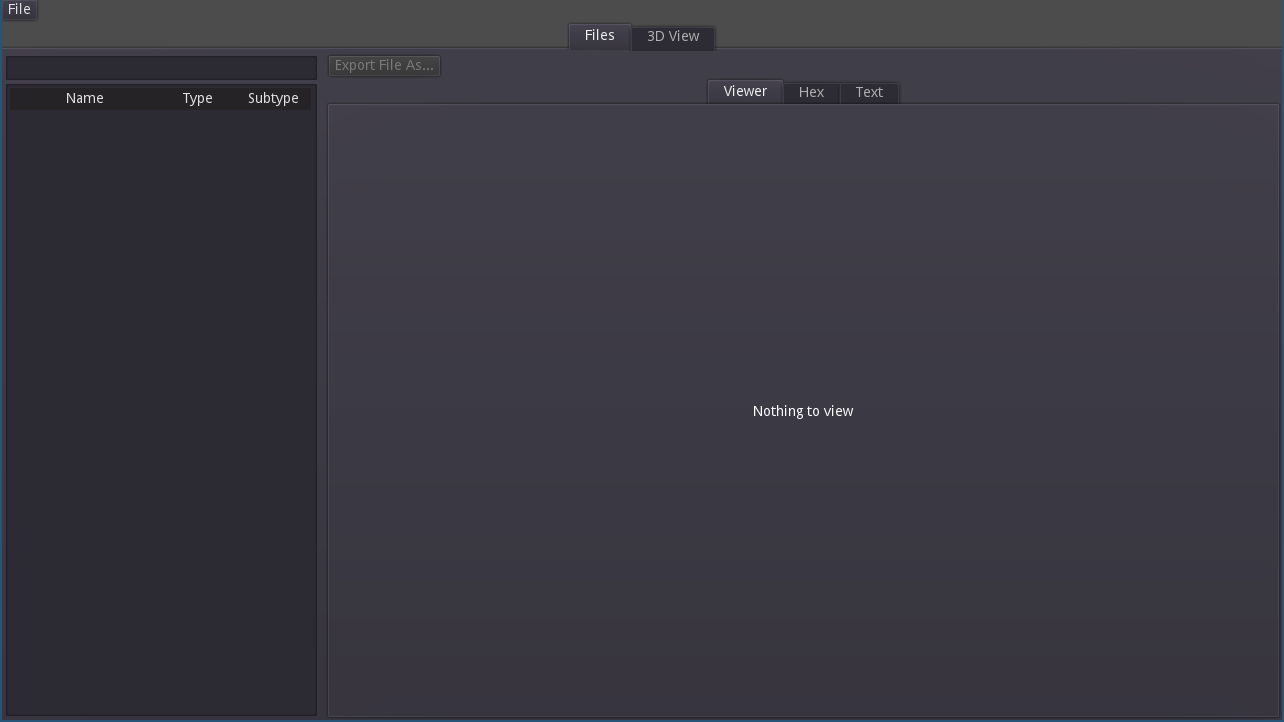 File
Files 3D View
Export File As...
Name Type Subtype
Viewer Hex Text
Nothing to view